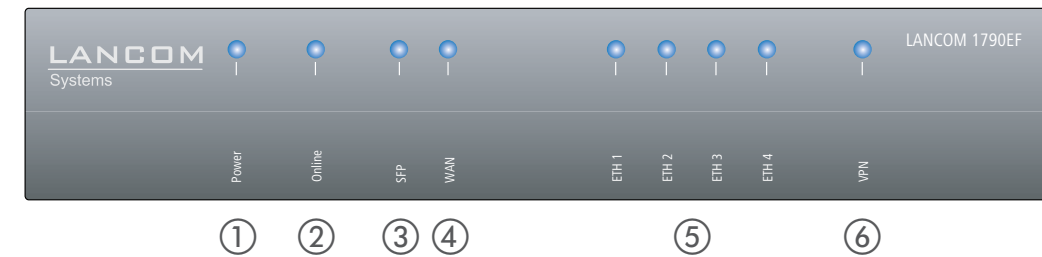 LANCOM
Systems
LANCOM 1790EF
Power
Online
SFP
WAN
ETH 1
ETH 2
ETH 3
ETH 4
VPN
① ② ③ ④ ⑤ ⑥